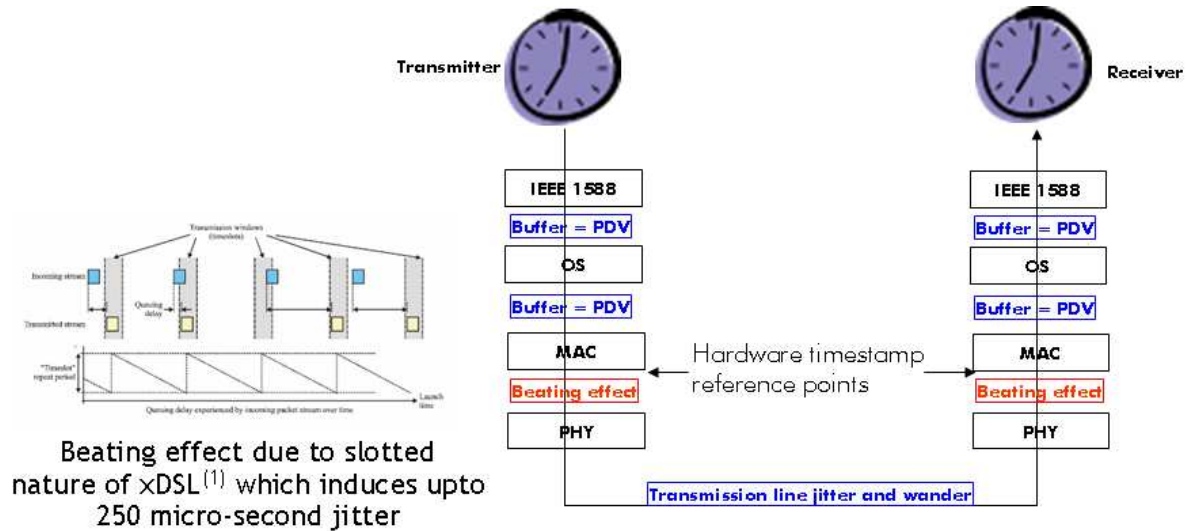 Transmitter
Receiver
IEEE 1588
Buffer = PDV
OS
Buffer = PDV
MAC
Beating effect
PHY
Hardware timestamp
reference points
IEEE 1588
Buffer = PDV
OS
Buffer = PDV
MAC
Beating effect
PHY
Transmission line jitter and wander
Transmission windows
(timeslots)
Incoming stream
Queuing
delay
Transmitted stream
"Timeslot"
repeat period
Launch
time
Queuing delay experienced by incoming packet stream over time
Beating effect due to slotted
nature of xDSL(1) which induces upto
250 micro-second jitter